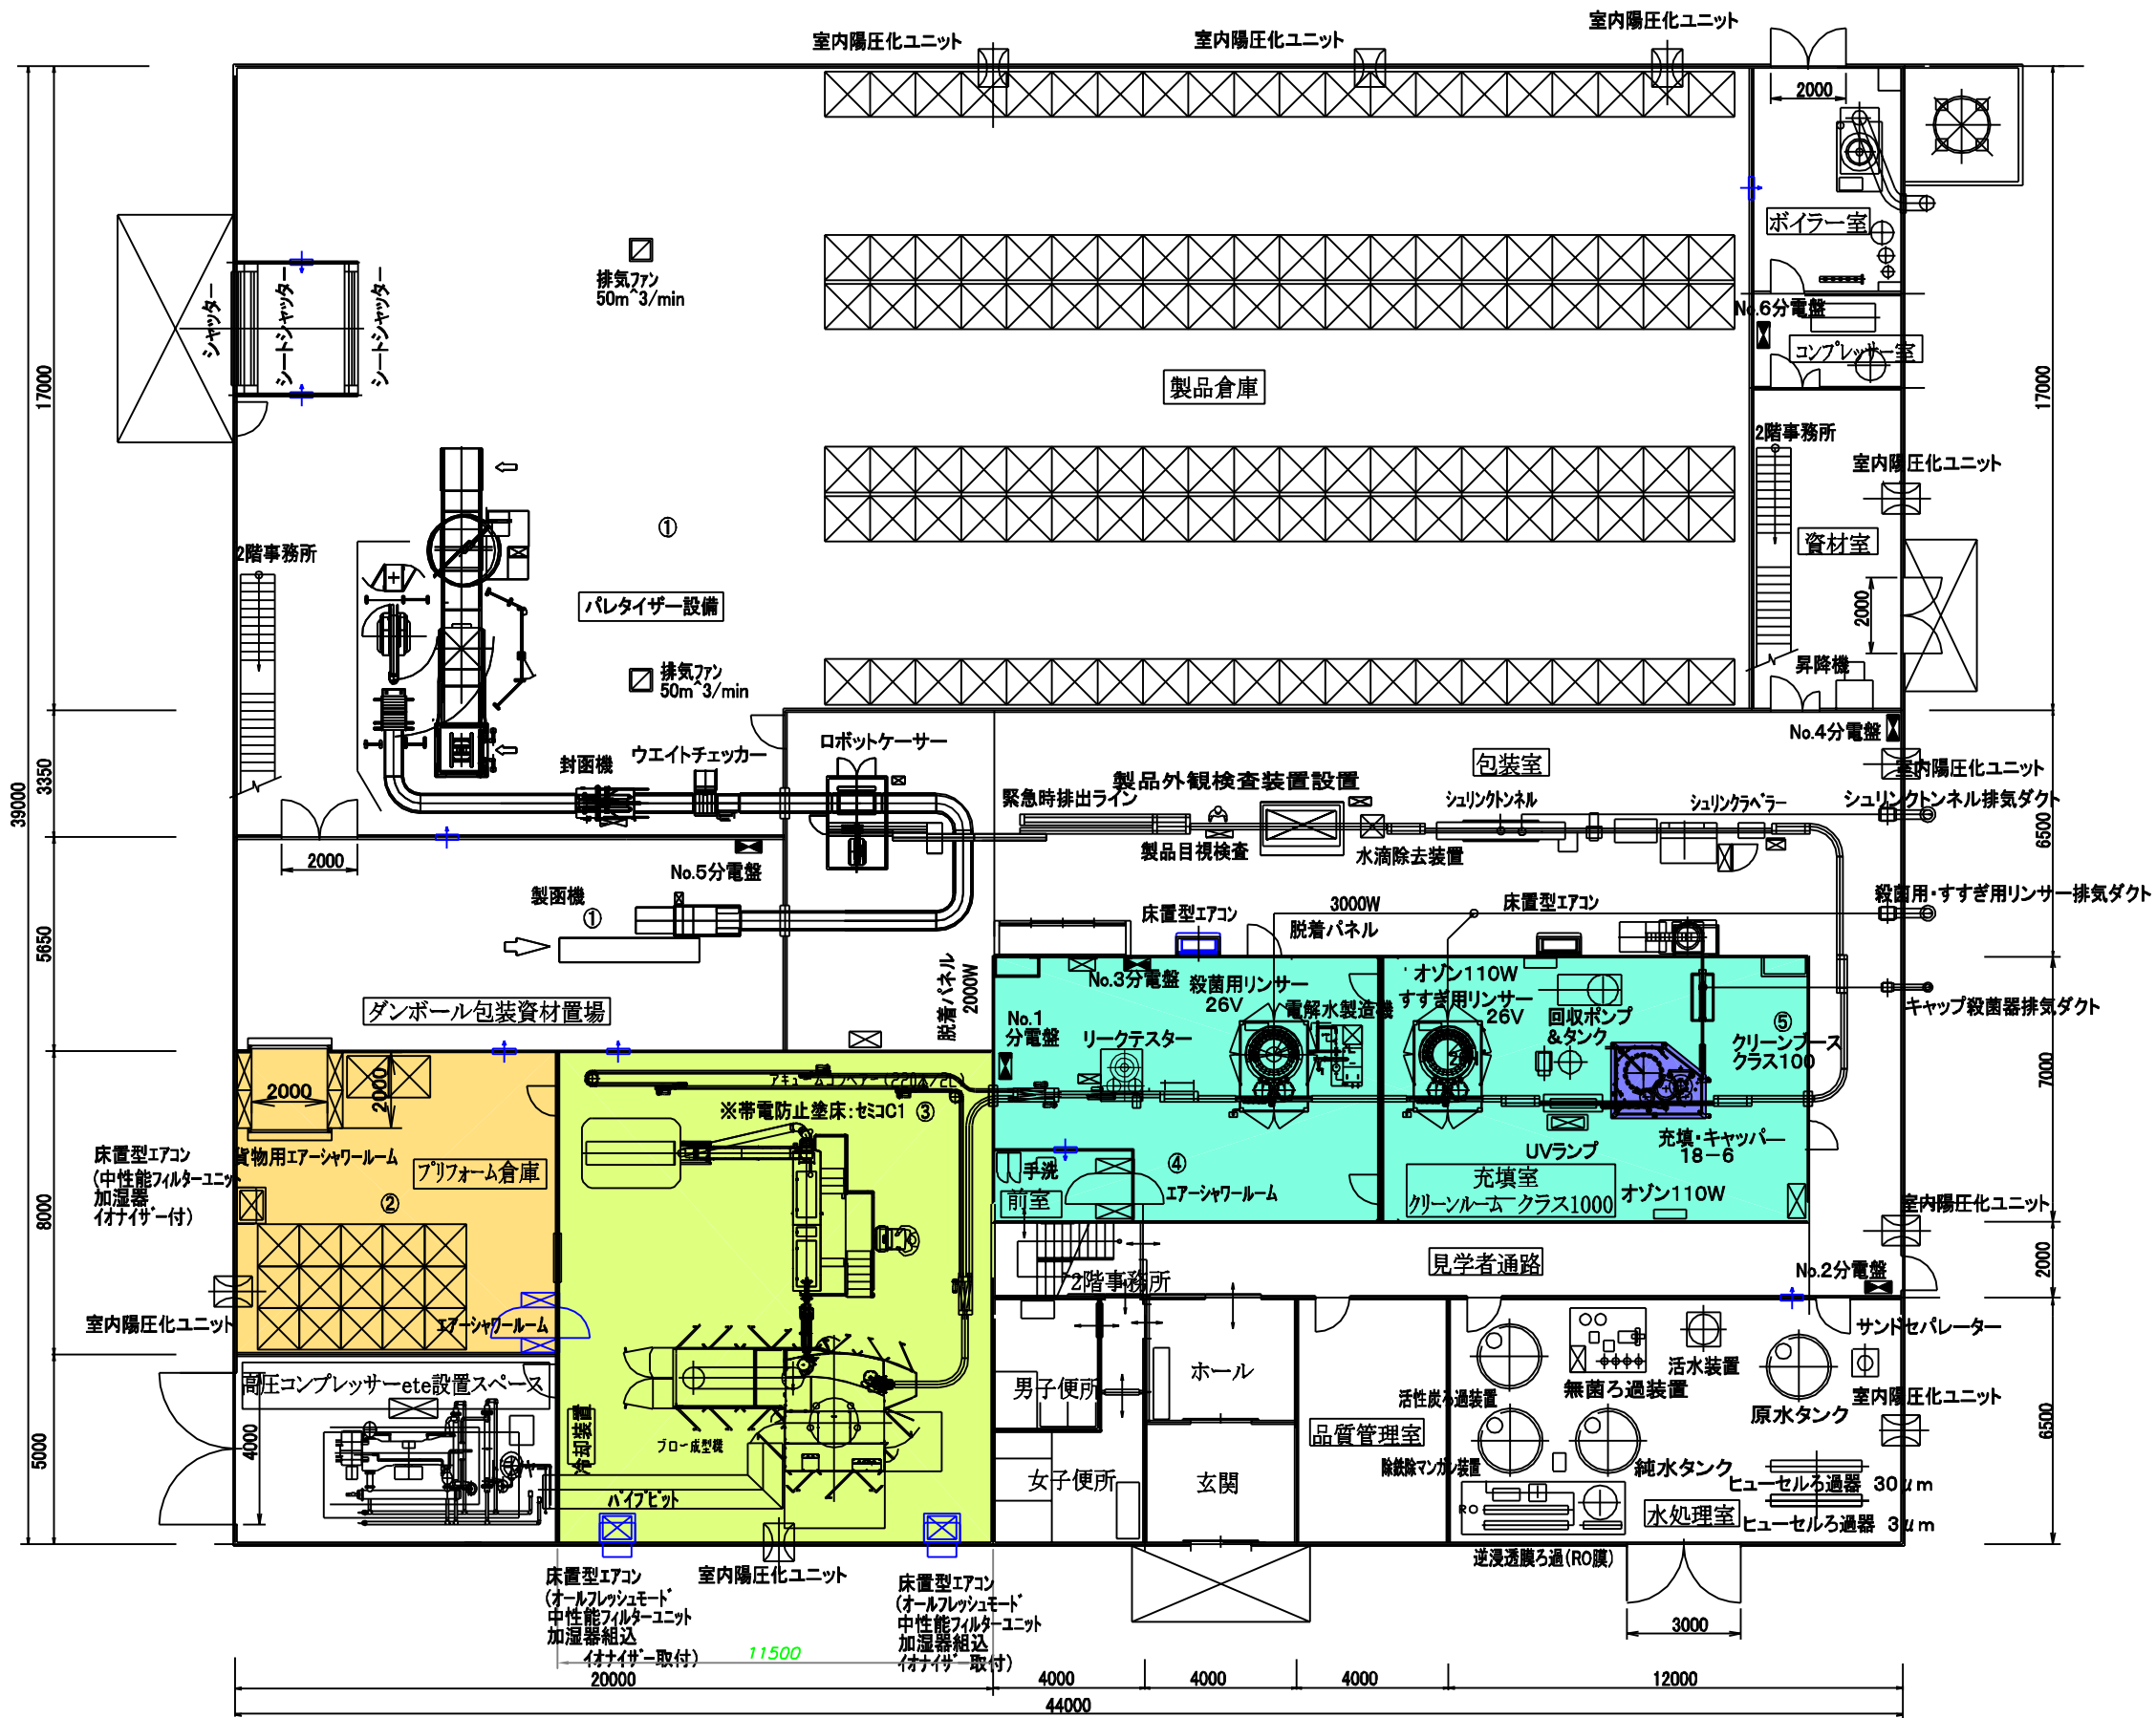 室内陽圧化ユニット
室内陽圧化ユニット
室内陽圧化ユニット
2000
ボイラー室
排気ファン
50m^3/min
シャッター
シートシャッター
シートシャッター
No.6分電盤
コンプレッサー室
製品倉庫
17000
17000
2階事務所
室内陽圧化ユニット
①
2階事務所
資材室
パレタイザー設備
2000
排気ファン
50m^3/min
昇降機
No.4分電盤
ロボットケーサー
ウエイトチェッカー
封函機
包装室
室内陽圧化ユニット
製品外観検査装置設置
緊急時排出ライン
シュリンクトンネル
シュリンクラベラー
シュリンクトンネル排気ダクト
39000
3350
6500
製品目視検査
水滴除去装置
2000
No.5分電盤
製函機
①
殺菌用・すすぎ用リンサー排気ダクト
床置型エアコン
3000W
脱着パネル
床置型エアコン
5650
脱着パネル
2000W
No.3分電盤
殺菌用リンサー
26V
電解水製造機
オゾン110W
すすぎ用リンサー
26V
回収ポンプ
&タンク
⑤
クリーンブース
クラス100
キャップ殺菌器排気ダクト
ダンボール包装資材置場
No.1
分電盤
リークテスター
7000
2000
2000
※帯電防止塗床:セミコC1
③
床置型エアコン
(中性能フィルターユニット
加湿器
イオナイザー付)
貨物用エアーシャワールーム
プリフォーム倉庫
②
8000
手洗
前室
④
エアーシャワールーム
UVランプ
充填・キャッパー
18-6
充填室
クリーンルーム クラス1000
オゾン110W
室内陽圧化ユニット
見学者通路
2000
No.2分電盤
2階事務所
室内陽圧化ユニット
エアーシャワールーム
サンドセパレーター
活水装置
高圧コンプレッサーete設置スペース
ホール
男子便所
活性炭ろ過装置
無菌ろ過装置
原水タンク
室内陽圧化ユニット
5000
4000
冷却装置
ブロー成型機
品質管理室
6500
除鉄除マンガン装置
純水タンク
ヒューセルろ過器 30μm
女子便所
玄関
パイプピット
RO
水処理室
ヒューセルろ過器 3μm
逆浸透膜ろ過(RO膜)
室内陽圧化ユニット
床置型エアコン
(オールフレッシュモード
中性能フィルターユニット
加湿器組込
イオナイザー取付)
床置型エアコン
(オールフレッシュモード
中性能フィルターユニット
加湿器組込
イオナイザー取付)
3000
11500
20000
4000
4000
4000
12000
44000